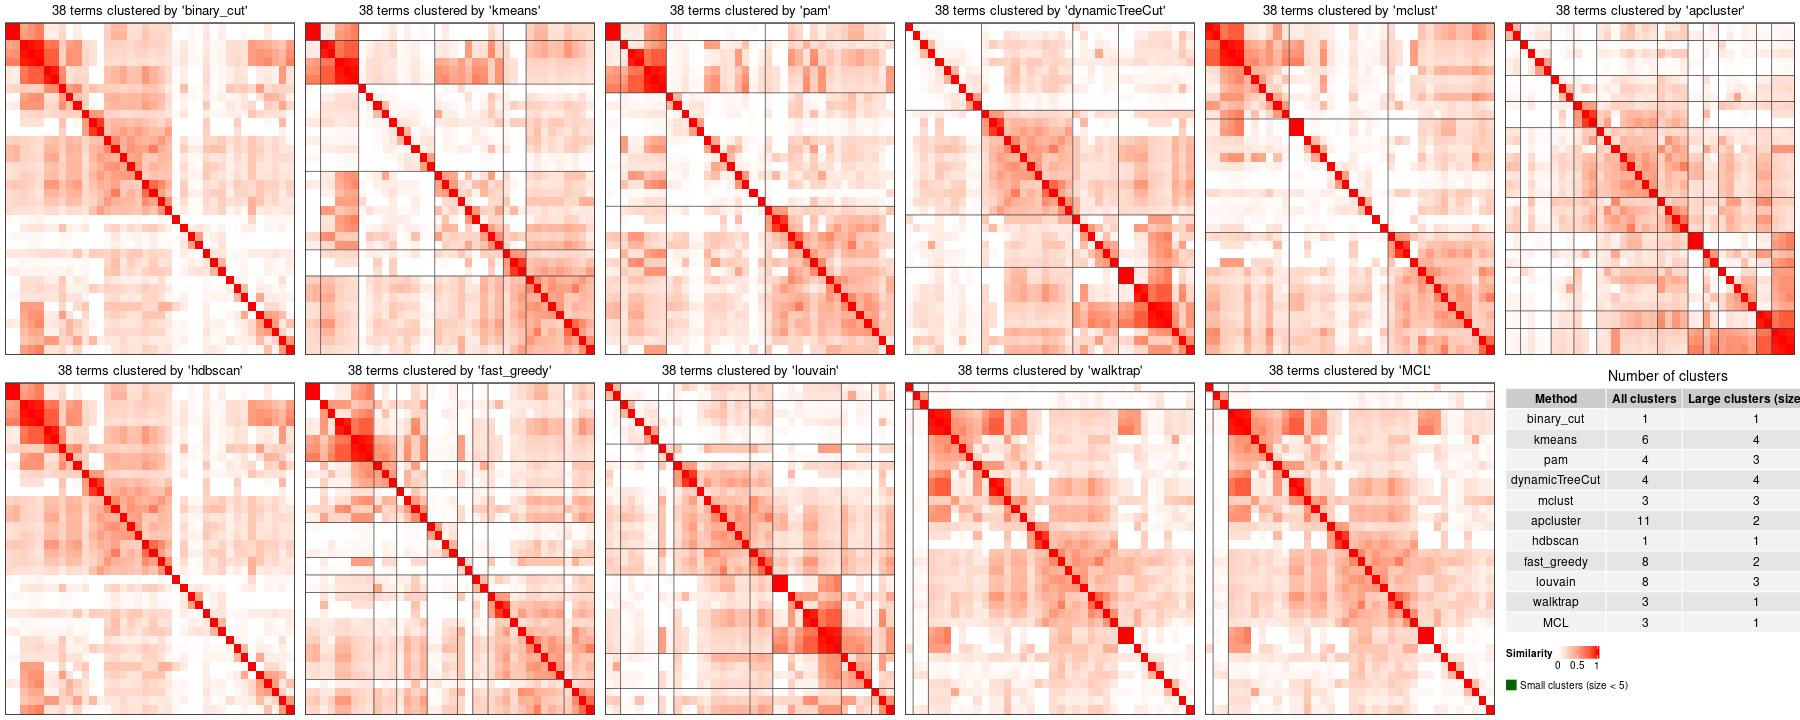 38 terms clustered by 'binary_cut'
38 terms clustered by 'kmeans'
38 terms clustered by 'pam'
38 terms clustered by 'dynamicTreeCut'
38 terms clustered by 'mclust'
38 terms clustered by 'apcluster'
38 terms clustered by 'hdbscan'
38 terms clustered by 'fast_greedy'
38 terms clustered by 'louvain'
38 terms clustered by 'walktrap'
38 terms clustered by 'MCL'
Number of clusters
Method All clusters Large clusters (size
binary_cut 1 1
kmeans 6 4
pam 4 3
dynamicTreeCut 4 4
mclust 3 3
apcluster 11 2
hdbscan 1 1
fast_greedy 8 2
louvain 8 3
walktrap 3 1
MCL 3 1
Similarity
0 0.5 1
Small clusters (size < 5)